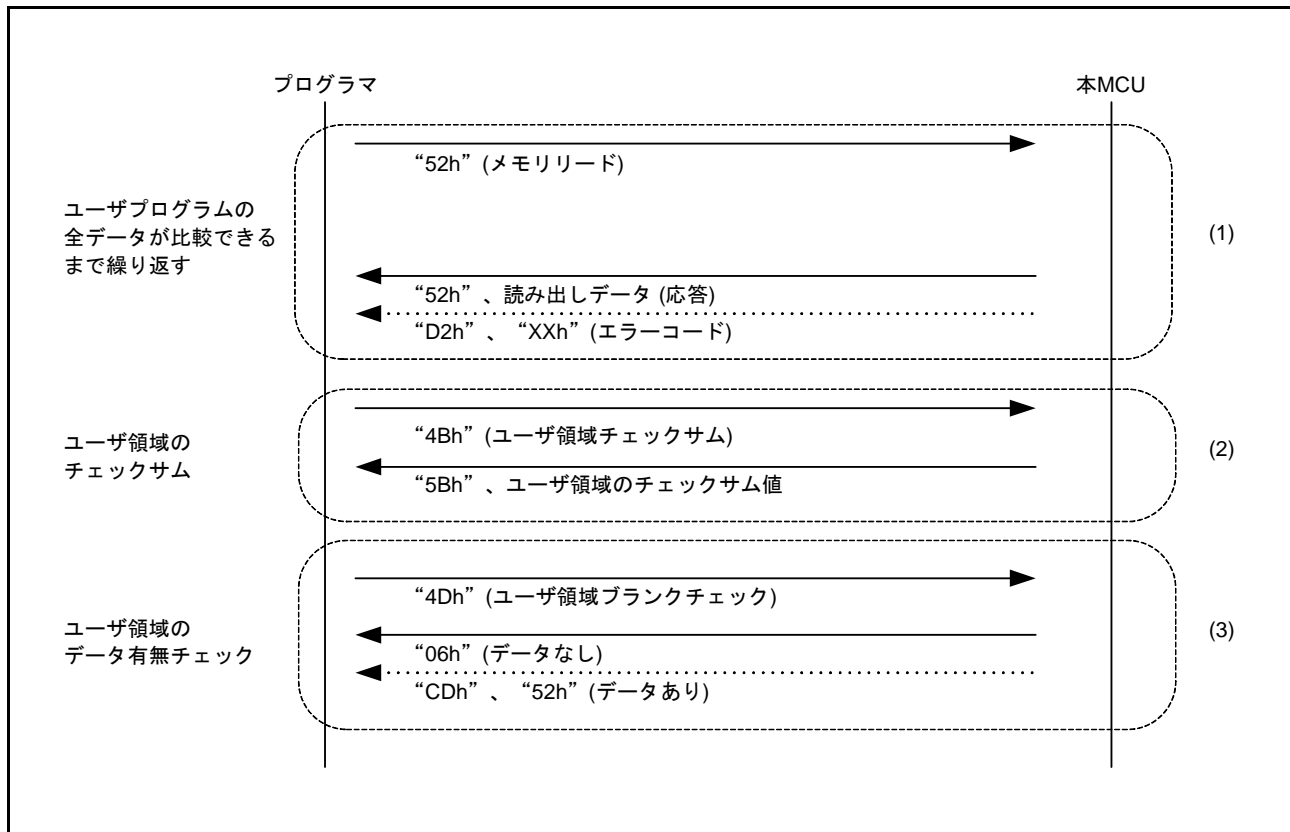 プログラマ
本MCU
“52h” (メモリリード)
ユーザプログラムの
全データが比較できる
まで繰り返す
(1)
“52h” 、読み出しデータ (応答)
“D2h” 、 “XXh” (エラーコード)
“4Bh” (ユーザ領域チェックサム)
ユーザ領域の
チェックサム
(2)
“5Bh” 、ユーザ領域のチェックサム値
“4Dh” (ユーザ領域ブランクチェック)
ユーザ領域の
データ有無チェック
(3)
“06h” (データなし)
“CDh” 、 “52h” (データあり)